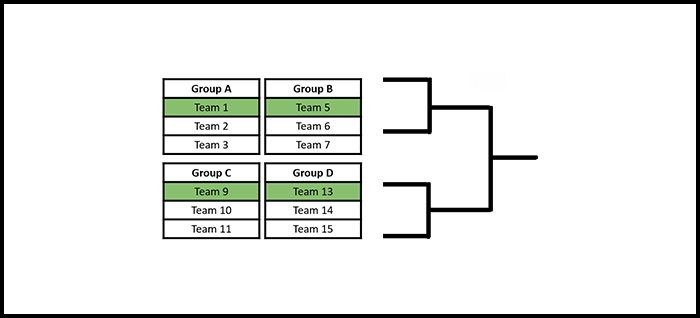 Group A
Group B
Team 1
Team 5
Team 2
Team 6
Team 3
Team 7
Group C
Group D
Team 9
Team 13
Team 10
Team 14
Team 11
Team 15